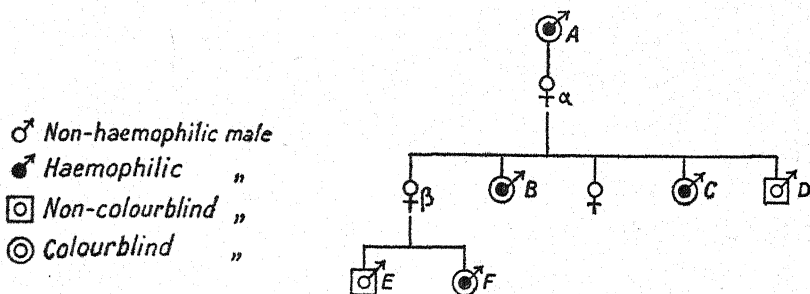 A
α
♂ Non-haemophilic male
♂ Haemophilic "
Non-colourblind "
Colourblind "
β
B
C
D
E
F